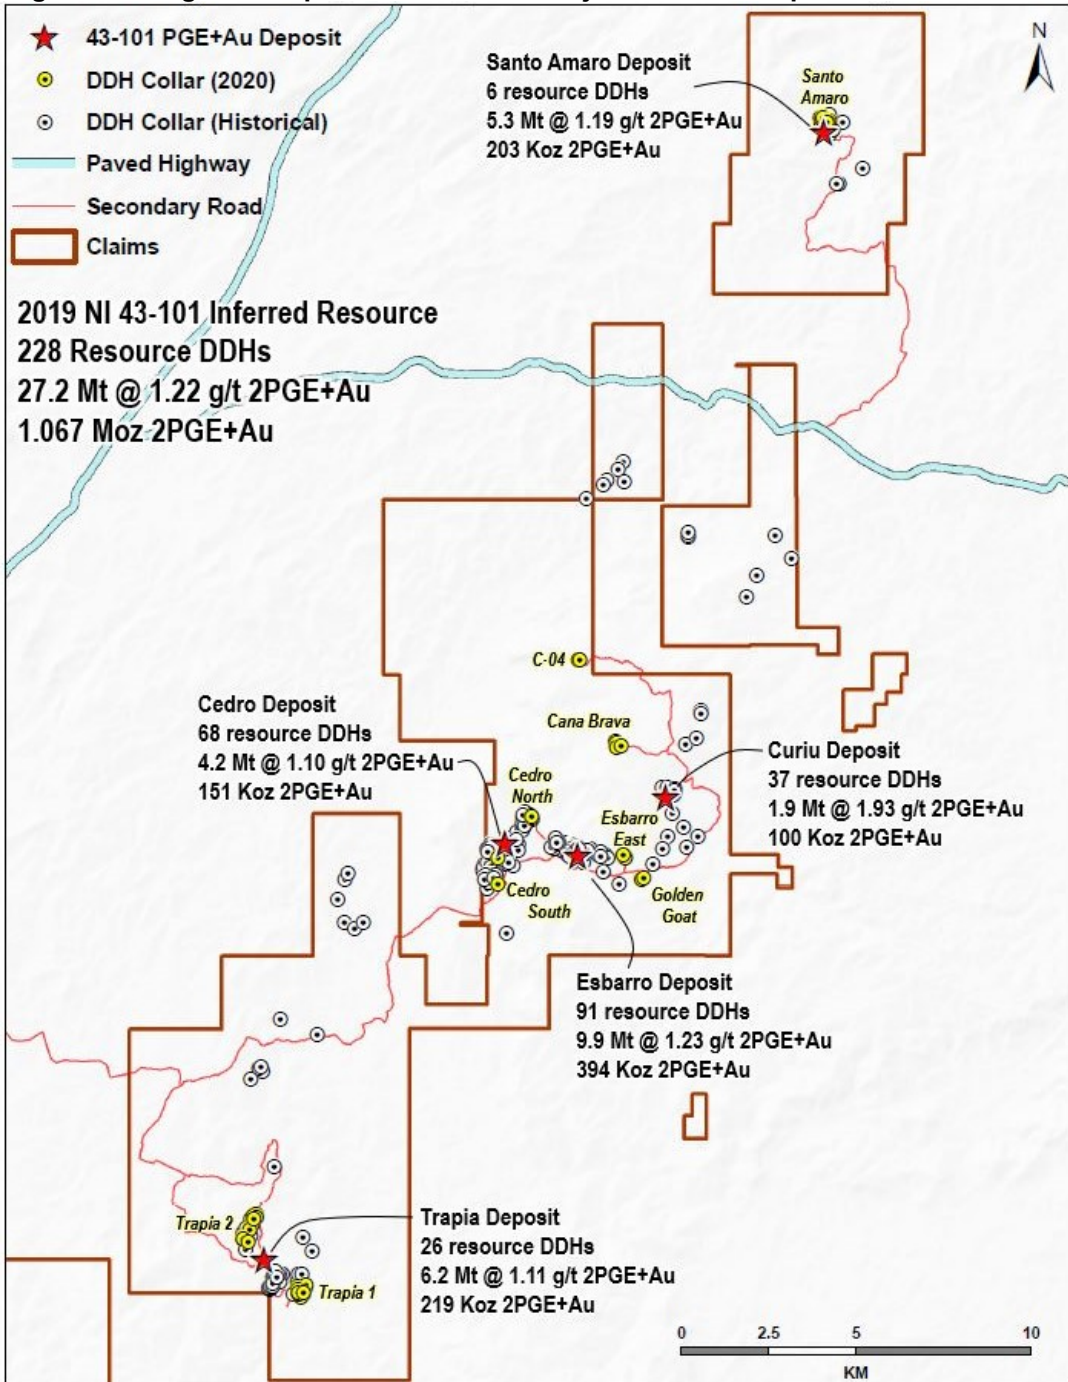 43-101 PGE+Au Deposit
DDH Collar (2020)
DDH Collar (Historical)
Paved Highway
Secondary Road
Claims
2019 NI 43-101 Inferred Resource
228 Resource DDHs
27.2 Mt @ 1.22 g/t 2PGE+Au
1.067 Moz 2PGE+Au
Santo Amaro Deposit
6 resource DDHs
5.3 Mt @ 1.19 g/t 2PGE+Au
203 Koz 2PGE+Au
Santo
Amaro
N
C-04
Cana Brava
Cedro Deposit
68 resource DDHs
4.2 Mt @ 1.10 g/t 2PGE+Au
151 Koz 2PGE+Au
Cedro
North
Esbarro
East
Curiu Deposit
37 resource DDHs
1.9 Mt @ 1.93 g/t 2PGE+Au
100 Koz 2PGE+Au
Cedro
South
Golden
Goat
Esbarro Deposit
91 resource DDHs
9.9 Mt @ 1.23 g/t 2PGE+Au
394 Koz 2PGE+Au
Trapia 2
Trapia 1
Trapia Deposit
26 resource DDHs
6.2 Mt @ 1.11 g/t 2PGE+Au
219 Koz 2PGE+Au
0 2.5 5 10
KM